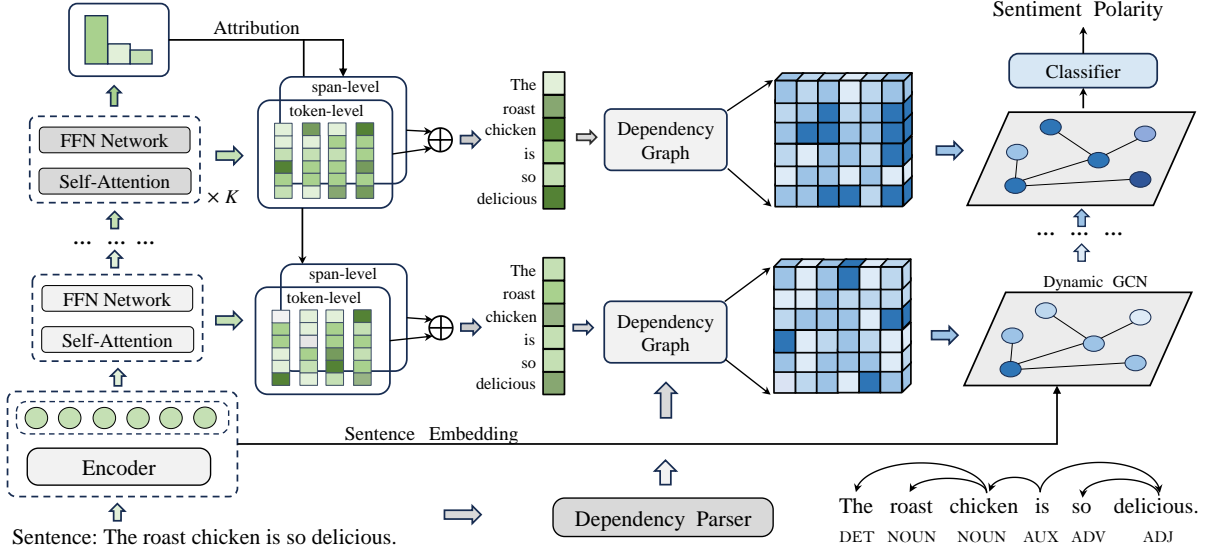 Sentiment Polarity
Attribution
Classifier
span-level
token-level
The
roast
chicken
is
so
delicious
FFN Network
Self-Attention
× K
Dependency
Graph
... ... ...
... ... ...
Dynamic GCN
span-level
token-level
The
roast
chicken
is
so
delicious
FFN Network
Self-Attention
Dependency
Graph
Sentence Embedding
Encoder
Dependency Parser
The roast chicken is so delicious.
DET NOUN NOUN AUX ADV ADJ
Sentence: The roast chicken is so delicious.